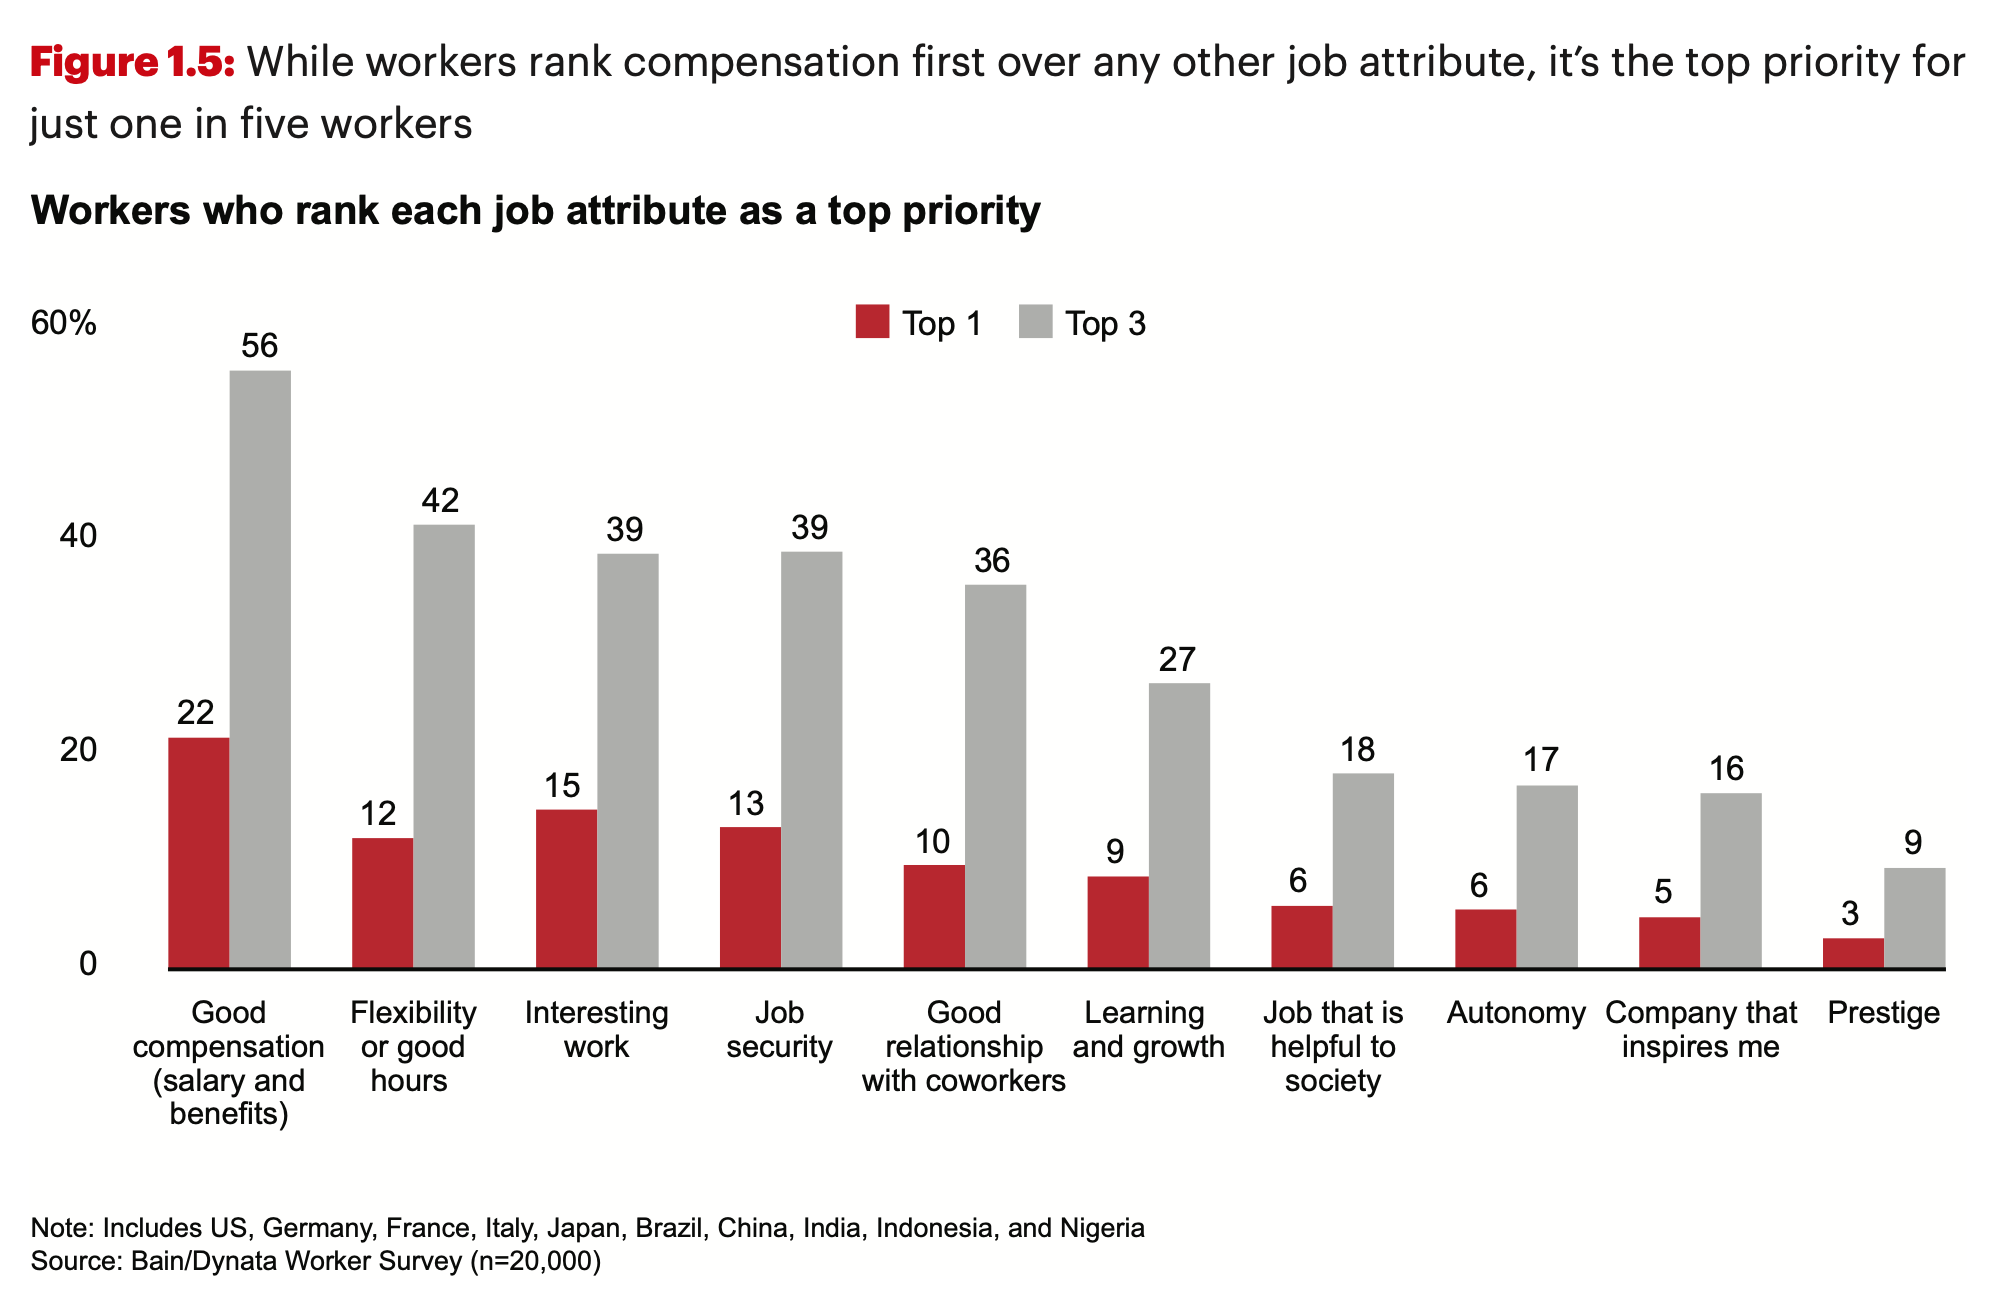 Figure 1.5: While workers rank compensation first over any other job attribute, it’s the top priority for
just one in five workers
Workers who rank each job attribute as a top priority
Top 1 Top 3
60%
40
20
0
22 56
12 42
15 39
13 39
10 36
9 27
6 18
6 17
5 16
3 9
Good
compensation
(salary and
benefits)
Flexibility
or good
hours
Interesting
work
Job
security
Good
relationship
with coworkers
Learning
and growth
Job that is
helpful to
society
Autonomy
Company that
inspires me
Prestige
Note: Includes US, Germany, France, Italy, Japan, Brazil, China, India, Indonesia, and Nigeria
Source: Bain/Dynata Worker Survey (n=20,000)